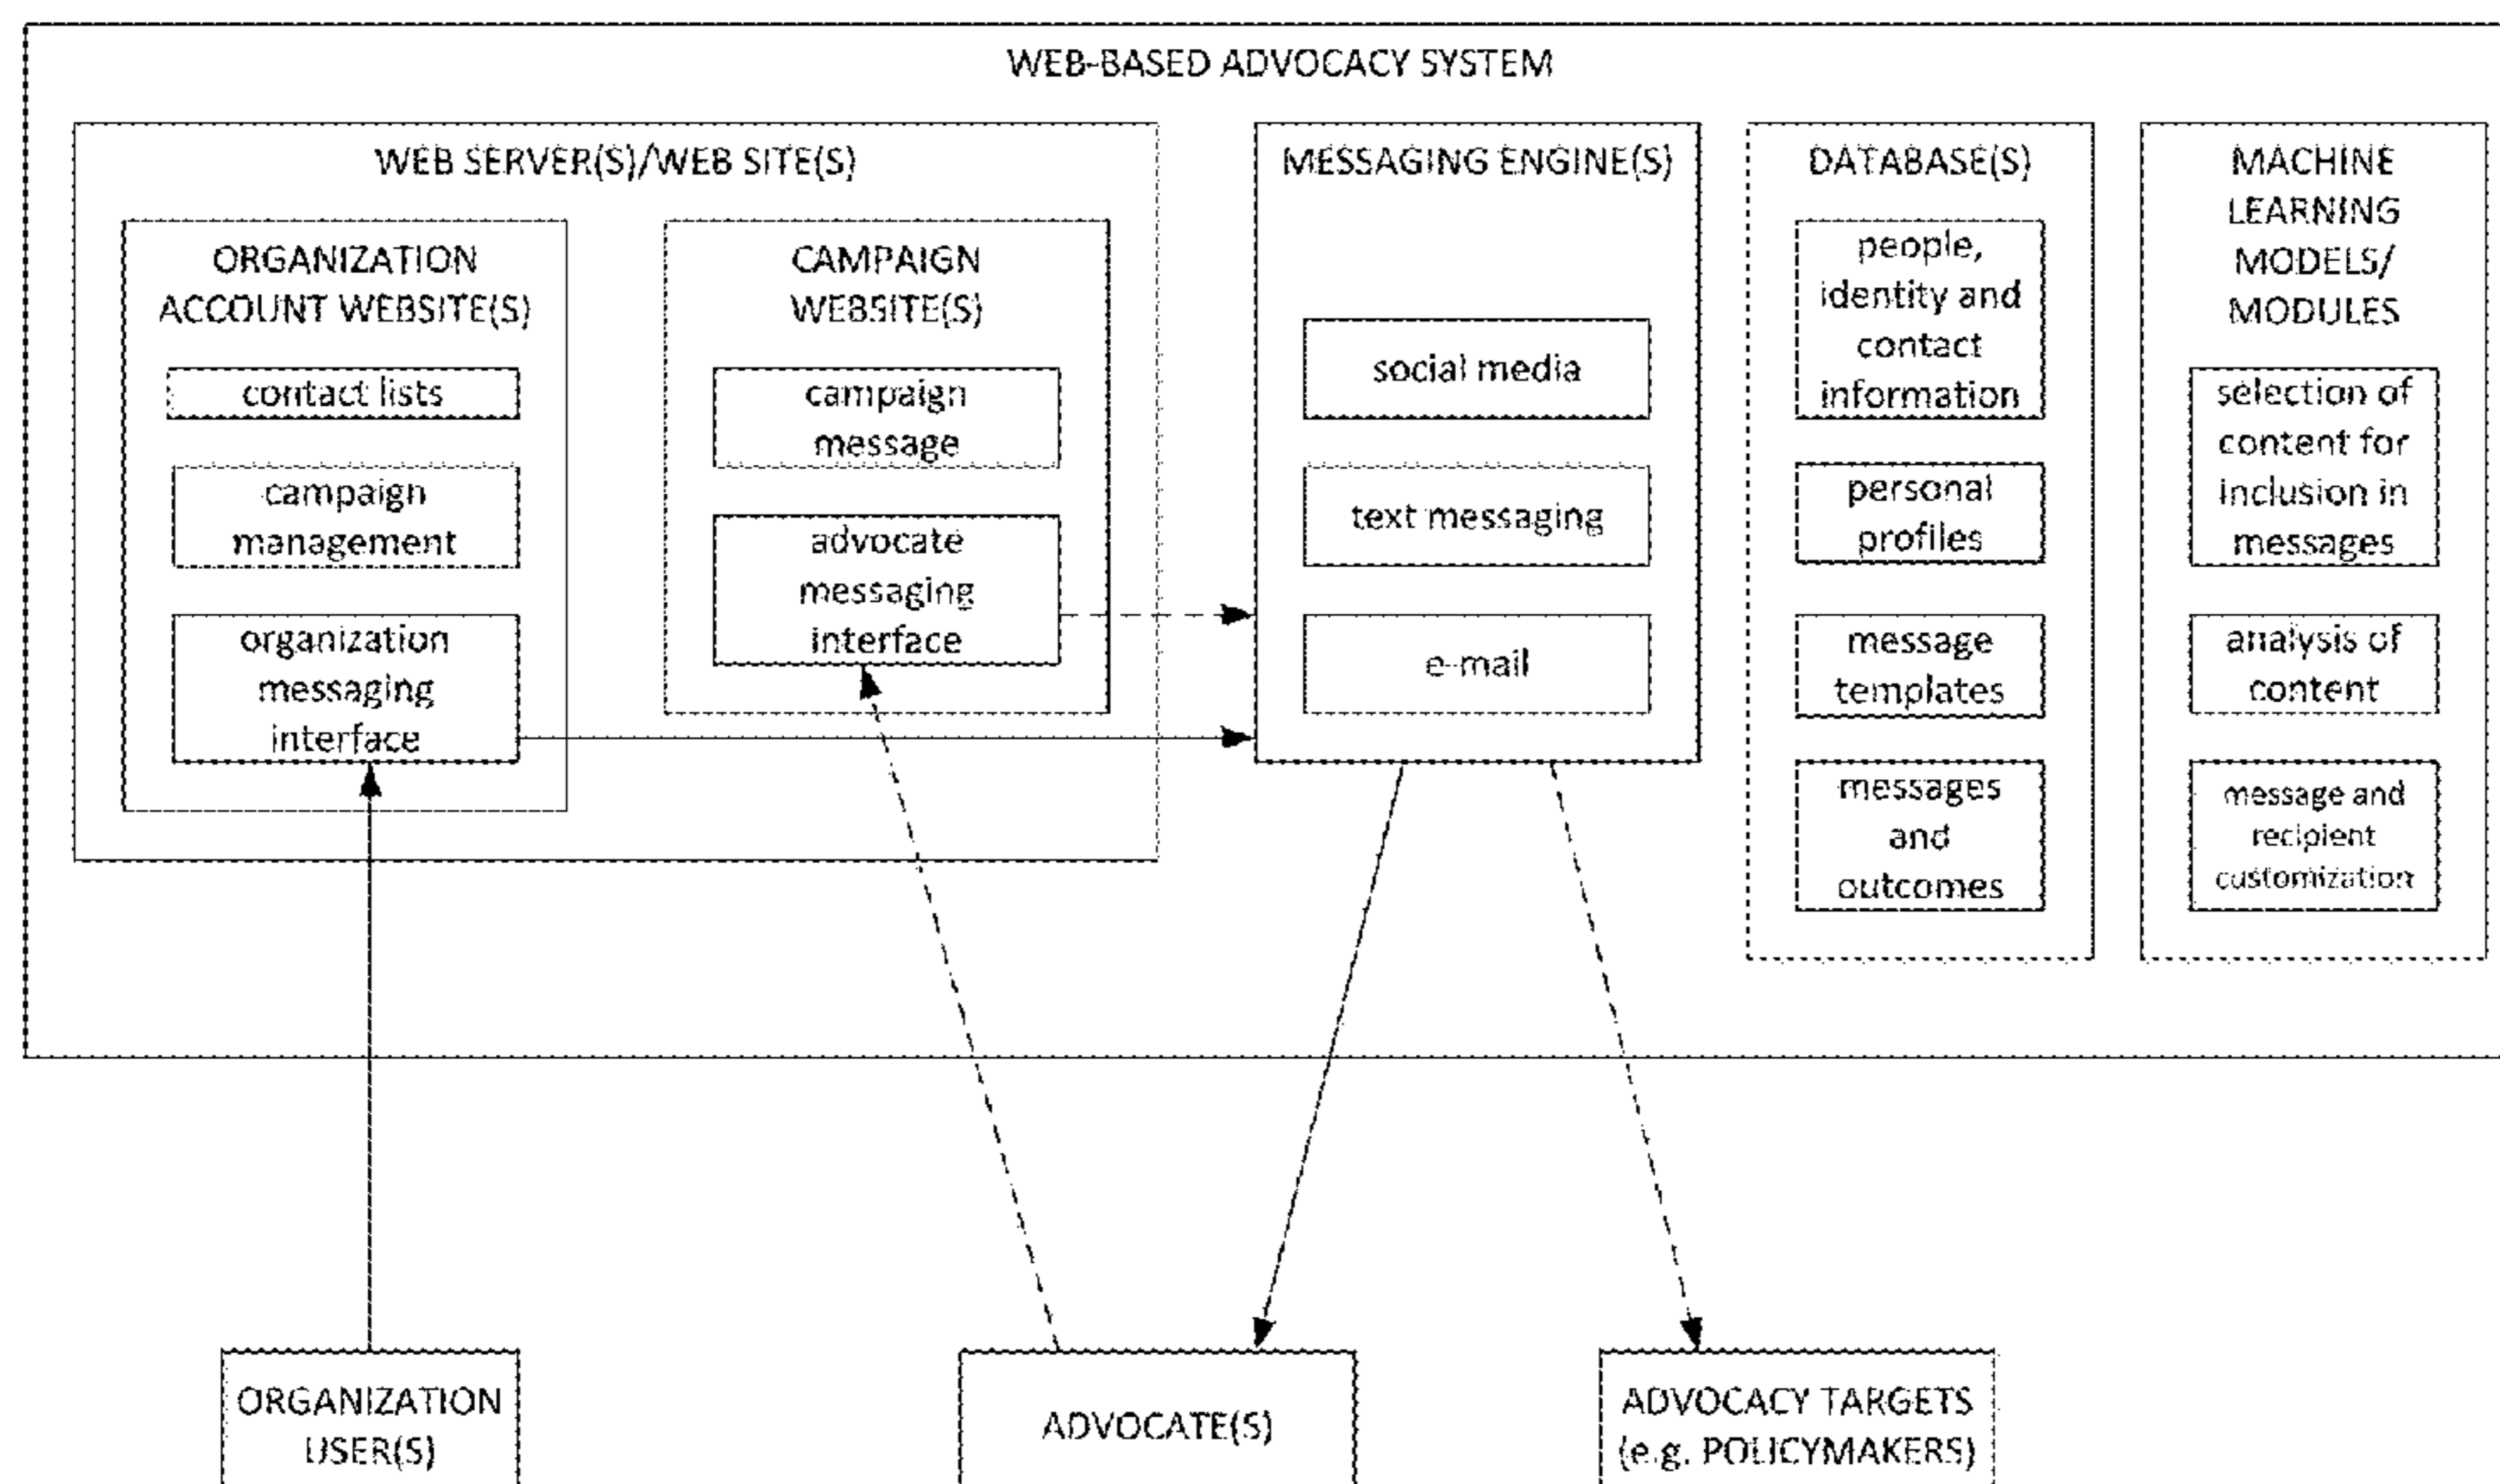 WEB-BASED ADVOCACY SYSTEM
WEB SERVER(S)/WEB SITE(S)
ORGANIZATION
ACCOUNT WEBSITE(S)
contact lists
campaign
management
organization
messaging
interface
CAMPAIGN
WEBSITE(S)
campaign
message
advocate
messaging
interface
MESSAGING ENGINE(S)
social media
text messaging
e-mail
DATABASE(S)
people,
identity and
contact
information
personal
profiles
message
templates
messages
and
outcomes
MACHINE
LEARNING
MODELS/
MODULES
selection of
content for
inclusion in
messages
analysis of
content
message and
recipient
customization
ORGANIZATION
USER(S)
ADVOCATE(S)
ADVOCACY TARGETS
(e.g. POLICYMAKERS)